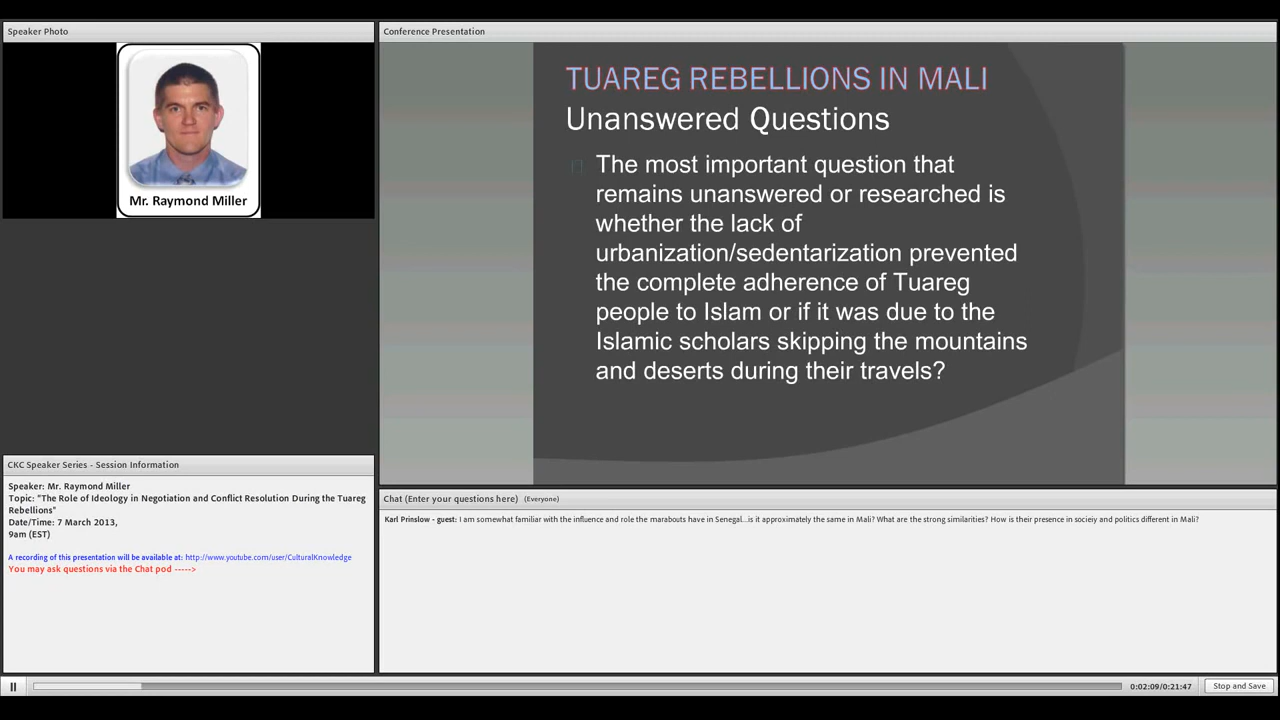 Speaker Photo
Mr. Raymond Miller
Conference Presentation
TUAREG REBELLIONS IN MALI
Unanswered Questions
The most important question that
remains unanswered or researched is
whether the lack of
urbanization/sedentarization prevented
the complete adherence of Tuareg
people to Islam or if it was due to the
Islamic scholars skipping the mountains
and deserts during their travels?
CKC Speaker Series - Session Information
Speaker: Mr. Raymond Miller
Topic: "The Role of Ideology in Negotiation and Conflict Resolution During the Tuareg
Rebellions"
Date/Time: 7 March 2013,
9am (EST)
A recording of this presentation will be available at: http://www.youtube.com/user/CulturalKnowledge
You may ask questions via the Chat pod ----->
Chat (Enter your questions here) (Everyone)
Karl Prinslow - guest: I am somewhat familiar with the influence and role the marabouts have in Senegal...is it approximately the same in Mali? What are the strong similarities? How is their presence in socieiy and politics different in Mali?
0:02:09/0:21:47
Stop and Save